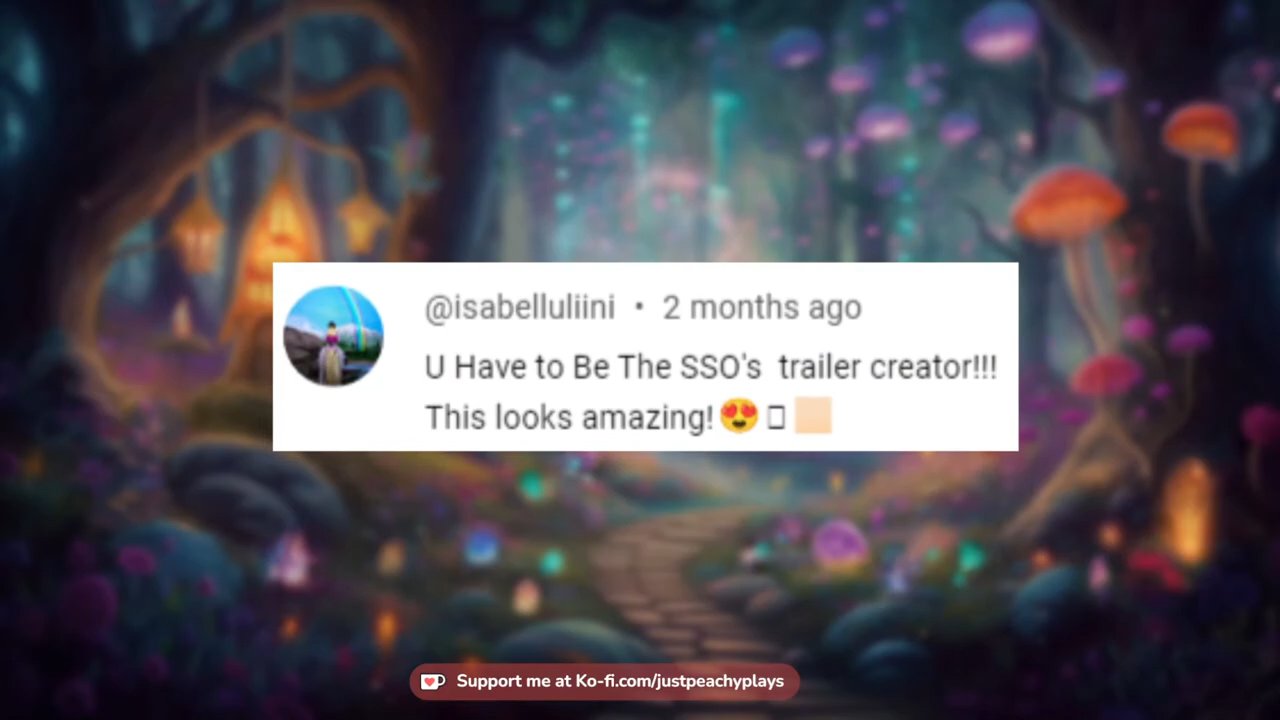 @isabelluliini • 2 months ago
U Have to Be The SSO's  trailer creator!!!
This looks amazing!😍
Support me at Ko-fi.com/justpeachyplays